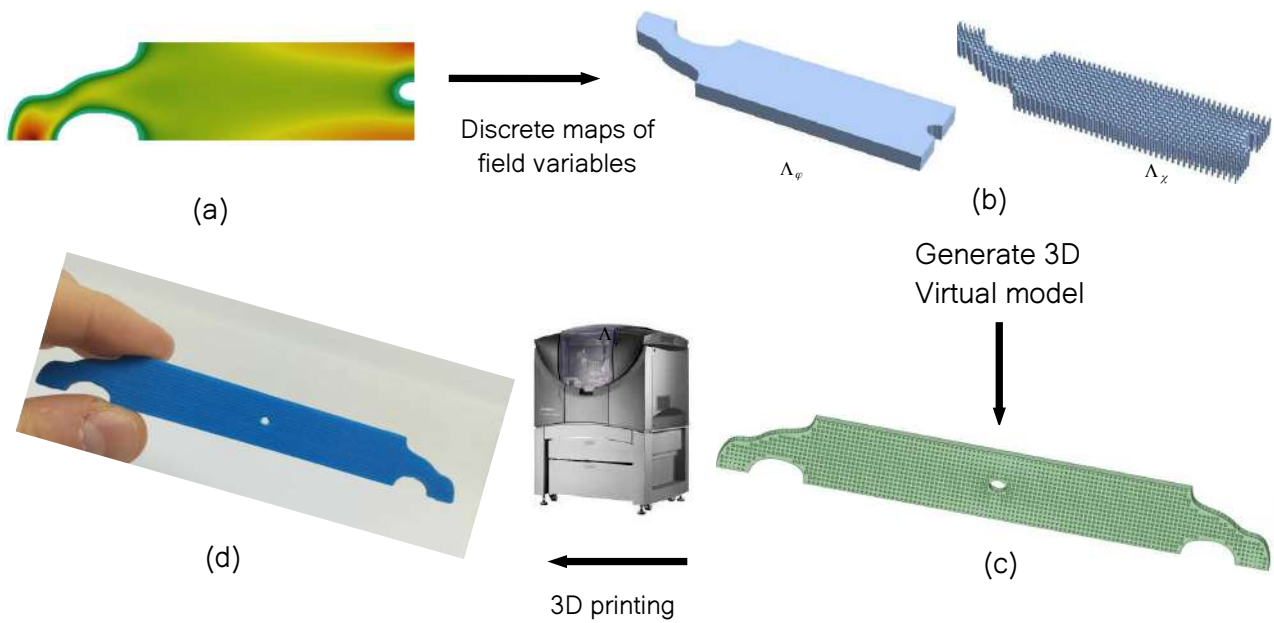 Discrete maps of
field variables
Λφ
Λχ
(a)
(b)
Generate 3D
Virtual model
Λ
(d)
(c)
3D printing